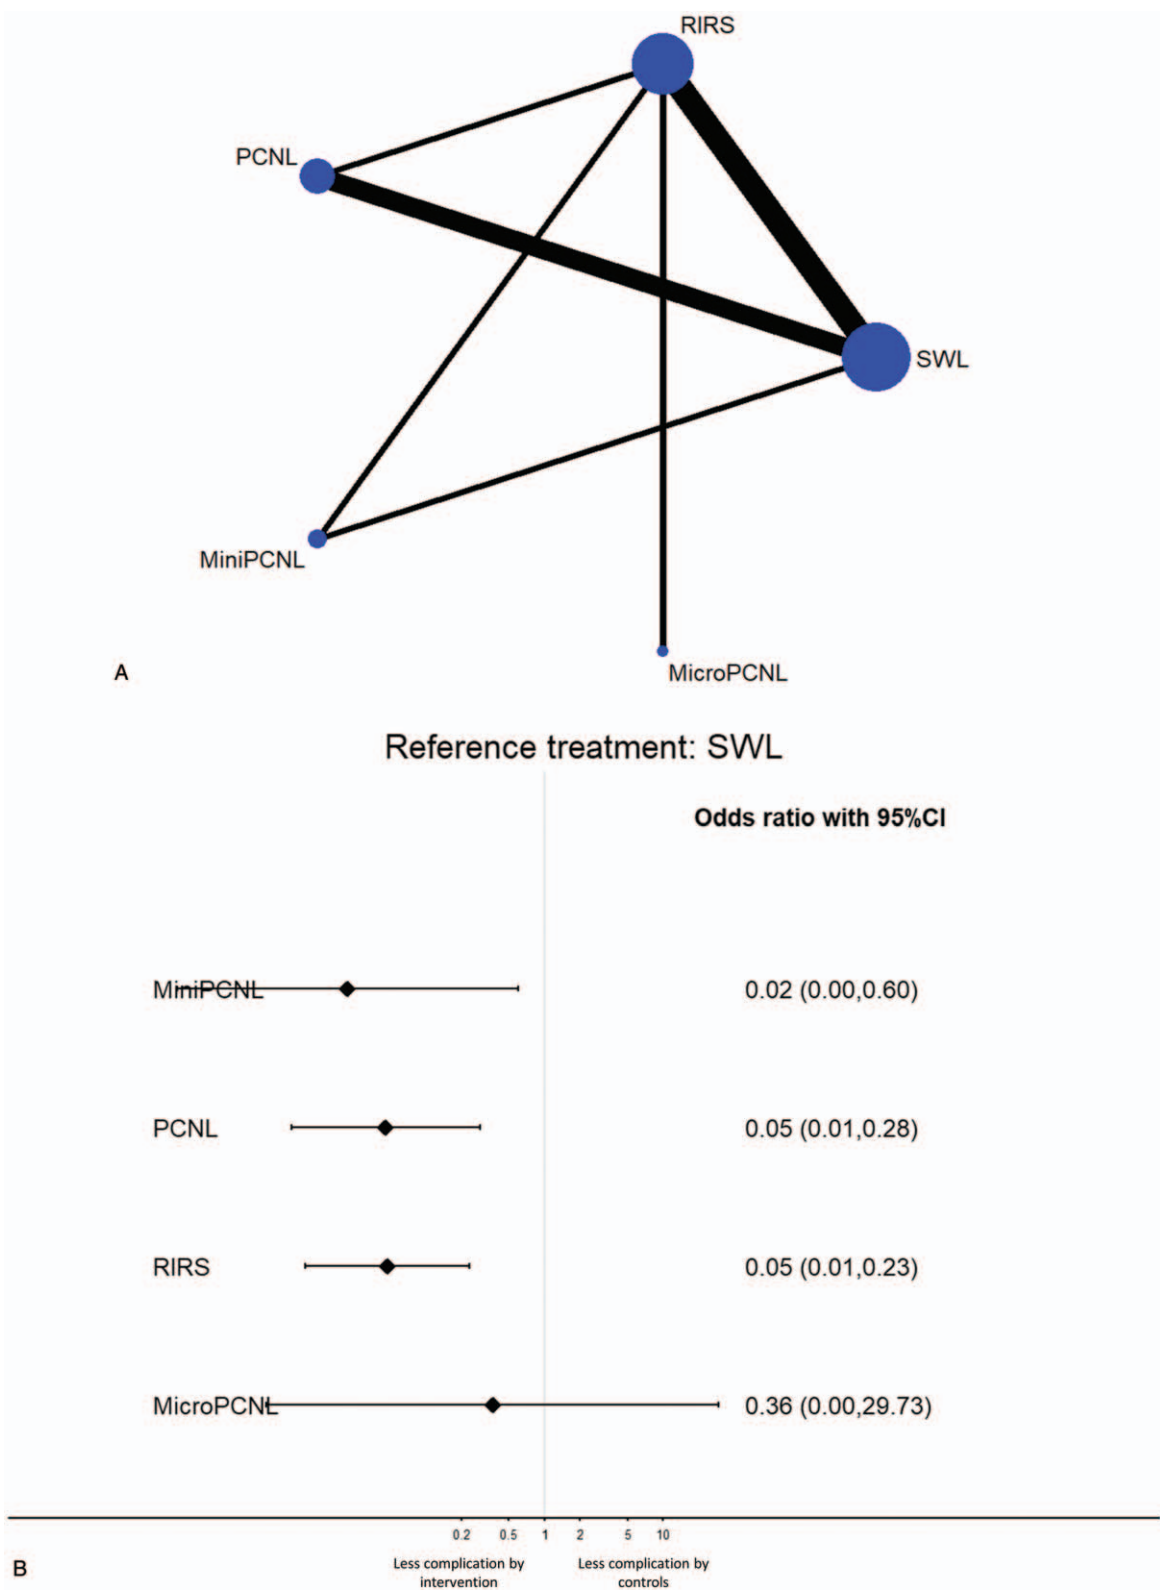 RIRS
PCNL
SWL
MiniPCNL
MicroPCNL
A
Reference treatment: SWL
Odds ratio with 95%CI
MiniPCNL 0.02 (0.00,0.60)
PCNL 0.05 (0.01,0.28)
RIRS 0.05 (0.01,0.23)
MicroPCNL 0.36 (0.00,29.73)
0.2 0.5 1 2 5 10
Less complication by Less complication by
intervention controls
B